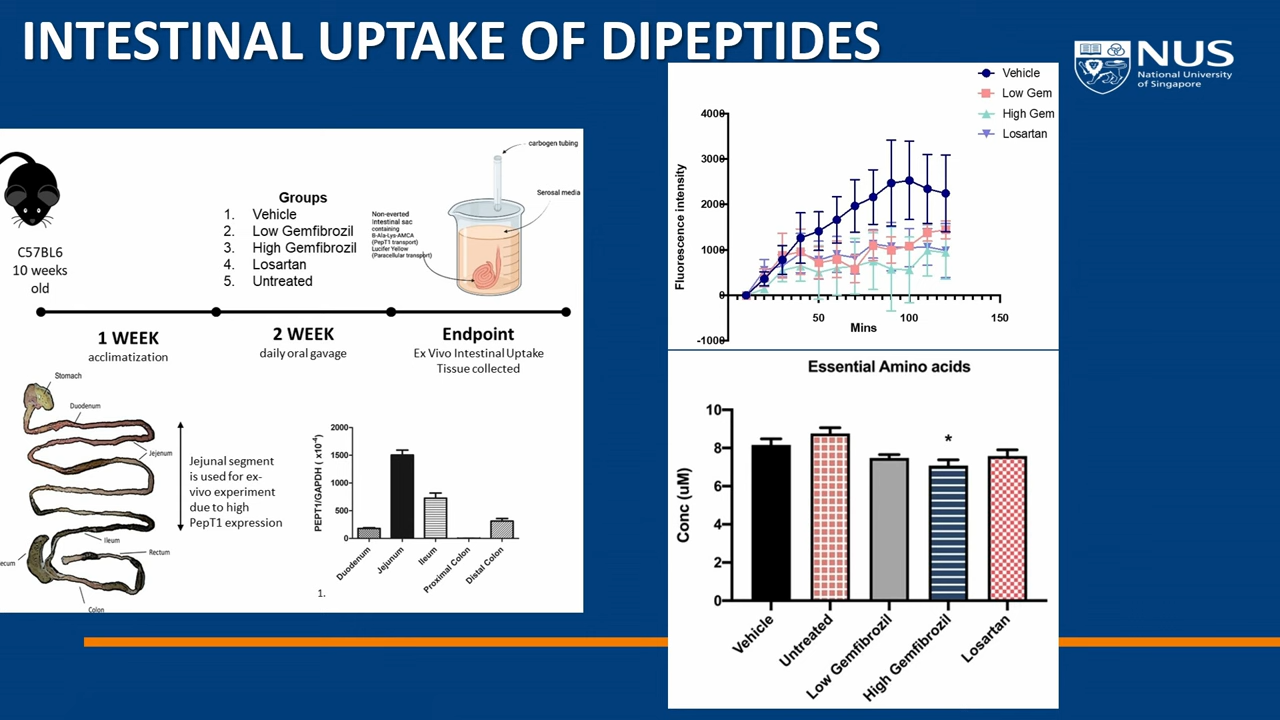 INTESTINAL UPTAKE OF DIPEPTIDES
NUS
National University
of Singapore
C57BL6
10 weeks
old
Groups
1. Vehicle
2. Low Gemfibrozil
3. High Gemfibrozil
4. Losartan
5. Untreated
carbogen tubing
Serosal media
Non-everted
Intestinal sac
containing
B-Ala-Lys-AMCA
(PepT1 transport)
Lucifer Yellow
(Paracellular transport)
1 WEEK
acclimatization
2 WEEK
daily oral gavage
Endpoint
Ex Vivo Intestinal Uptake
Tissue collected
Stomach
Duodenum
Jejenum
Ileum
Rectum
ecum
Colon
Jejunal segment
is used for ex-
vivo experiment
due to high
PepT1 expression
PEPT1/GAPDH ( x10⁻⁴)
2000
1500
1000
500
0
Duodenum
Jejunum
Ileum
Proximal Colon
Distal Colon
1.
Vehicle
Low Gem
High Gem
Losartan
Fluorescence intensity
4000
3000
2000
1000
0
-1000
50
100
150
Mins
Essential Amino acids
Conc (uM)
10
8
6
4
2
0
*
Vehicle
Untreated
Low Gemfibrozil
High Gemfibrozil
Losartan